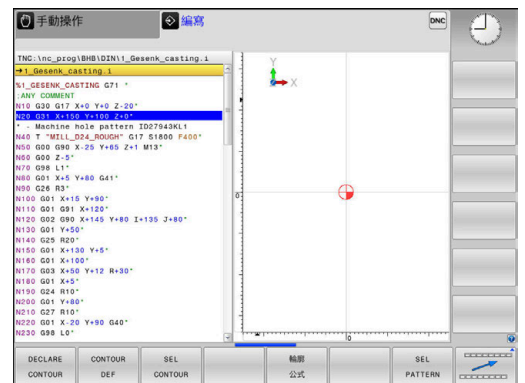 手動操作
編寫
DNC
TNC:\nc_prog\BHB\DIN\1_Gesenk_casting.i
→1_Gesenk_casting.i
%1_GESENK_CASTING G71 *
;ANY COMMENT
N10 G30 G17 X+0 Y+0 Z-20*
N20 G31 X+150 Y+100 Z+0*
* - Machine hole pattern ID27943KL1
N40 T "MILL_D24_ROUGH" G17 S1800 F400*
N50 G00 G90 X-25 Y+65 Z+1 M13*
N60 G00 Z-5*
N70 G98 L1*
N80 G01 X+5 Y+80 G41*
N90 G26 R3*
N100 G01 X+15 Y+90*
N110 G01 G91 X+120*
N120 G02 G90 X+145 Y+80 I+135 J+80*
N130 G01 Y+50*
N140 G25 R20*
N150 G01 X+130 Y+5*
N160 G01 X+100*
N170 G03 X+50 Y+12 R+30*
N180 G01 X+5*
N190 G24 R10*
N200 G01 Y+80*
N210 G27 R10*
N220 G01 X-20 Y+90 G40*
N230 G98 L0*
Y
X
0
0
DECLARE CONTOUR
CONTOUR DEF
SEL CONTOUR
輪廓 公式
SEL PATTERN